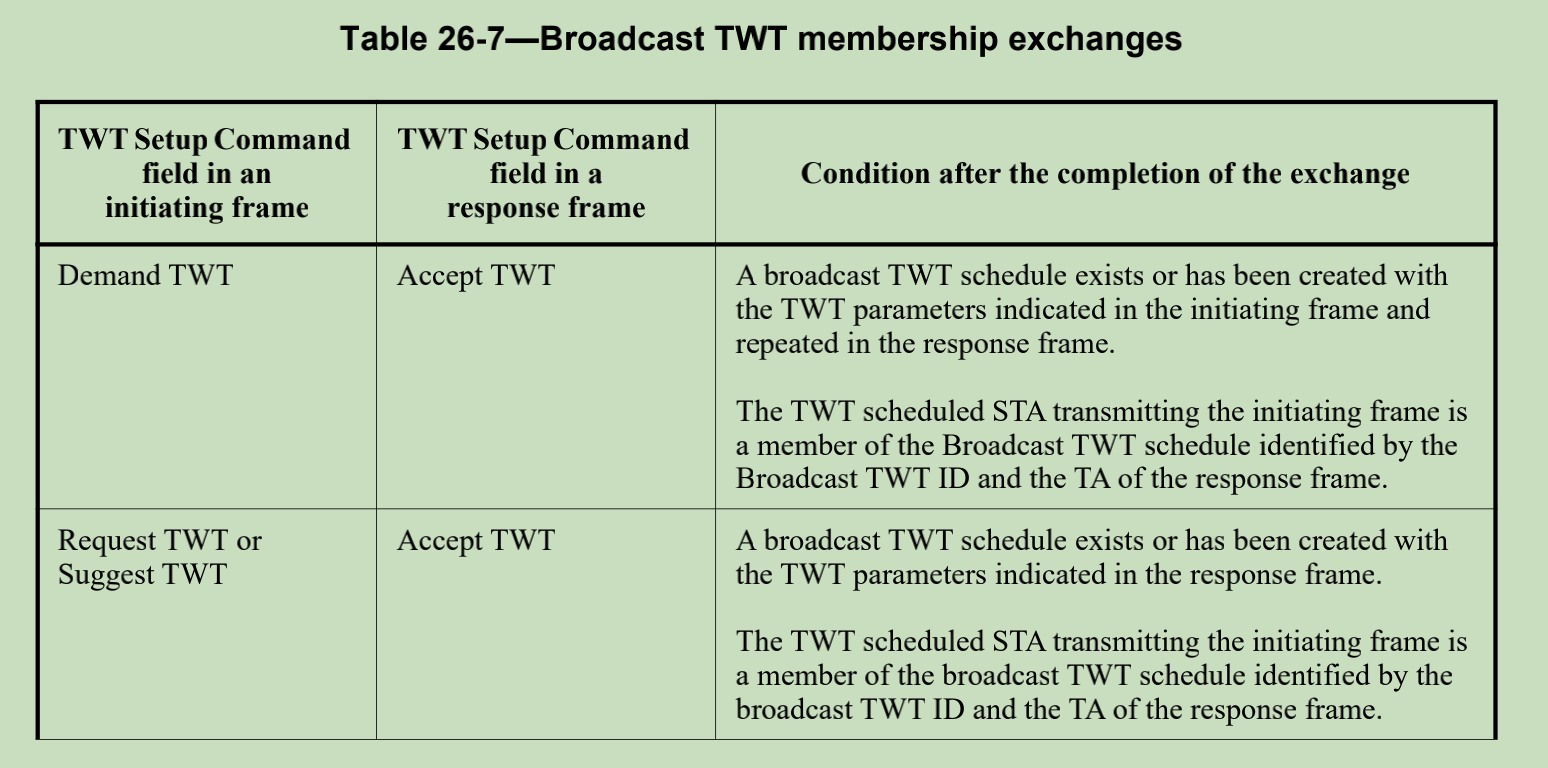 Table 26-7—Broadcast TWT membership exchanges
TWT Setup Command
field in an
initiating frame
TWT Setup Command
field in a
response frame
Condition after the completion of the exchange
Demand TWT
Accept TWT
A broadcast TWT schedule exists or has been created with
the TWT parameters indicated in the initiating frame and
repeated in the response frame.
The TWT scheduled STA transmitting the initiating frame is
a member of the Broadcast TWT schedule identified by the
Broadcast TWT ID and the TA of the response frame.
Request TWT or
Suggest TWT
Accept TWT
A broadcast TWT schedule exists or has been created with
the TWT parameters indicated in the response frame.
The TWT scheduled STA transmitting the initiating frame is
a member of the broadcast TWT schedule identified by the
broadcast TWT ID and the TA of the response frame.